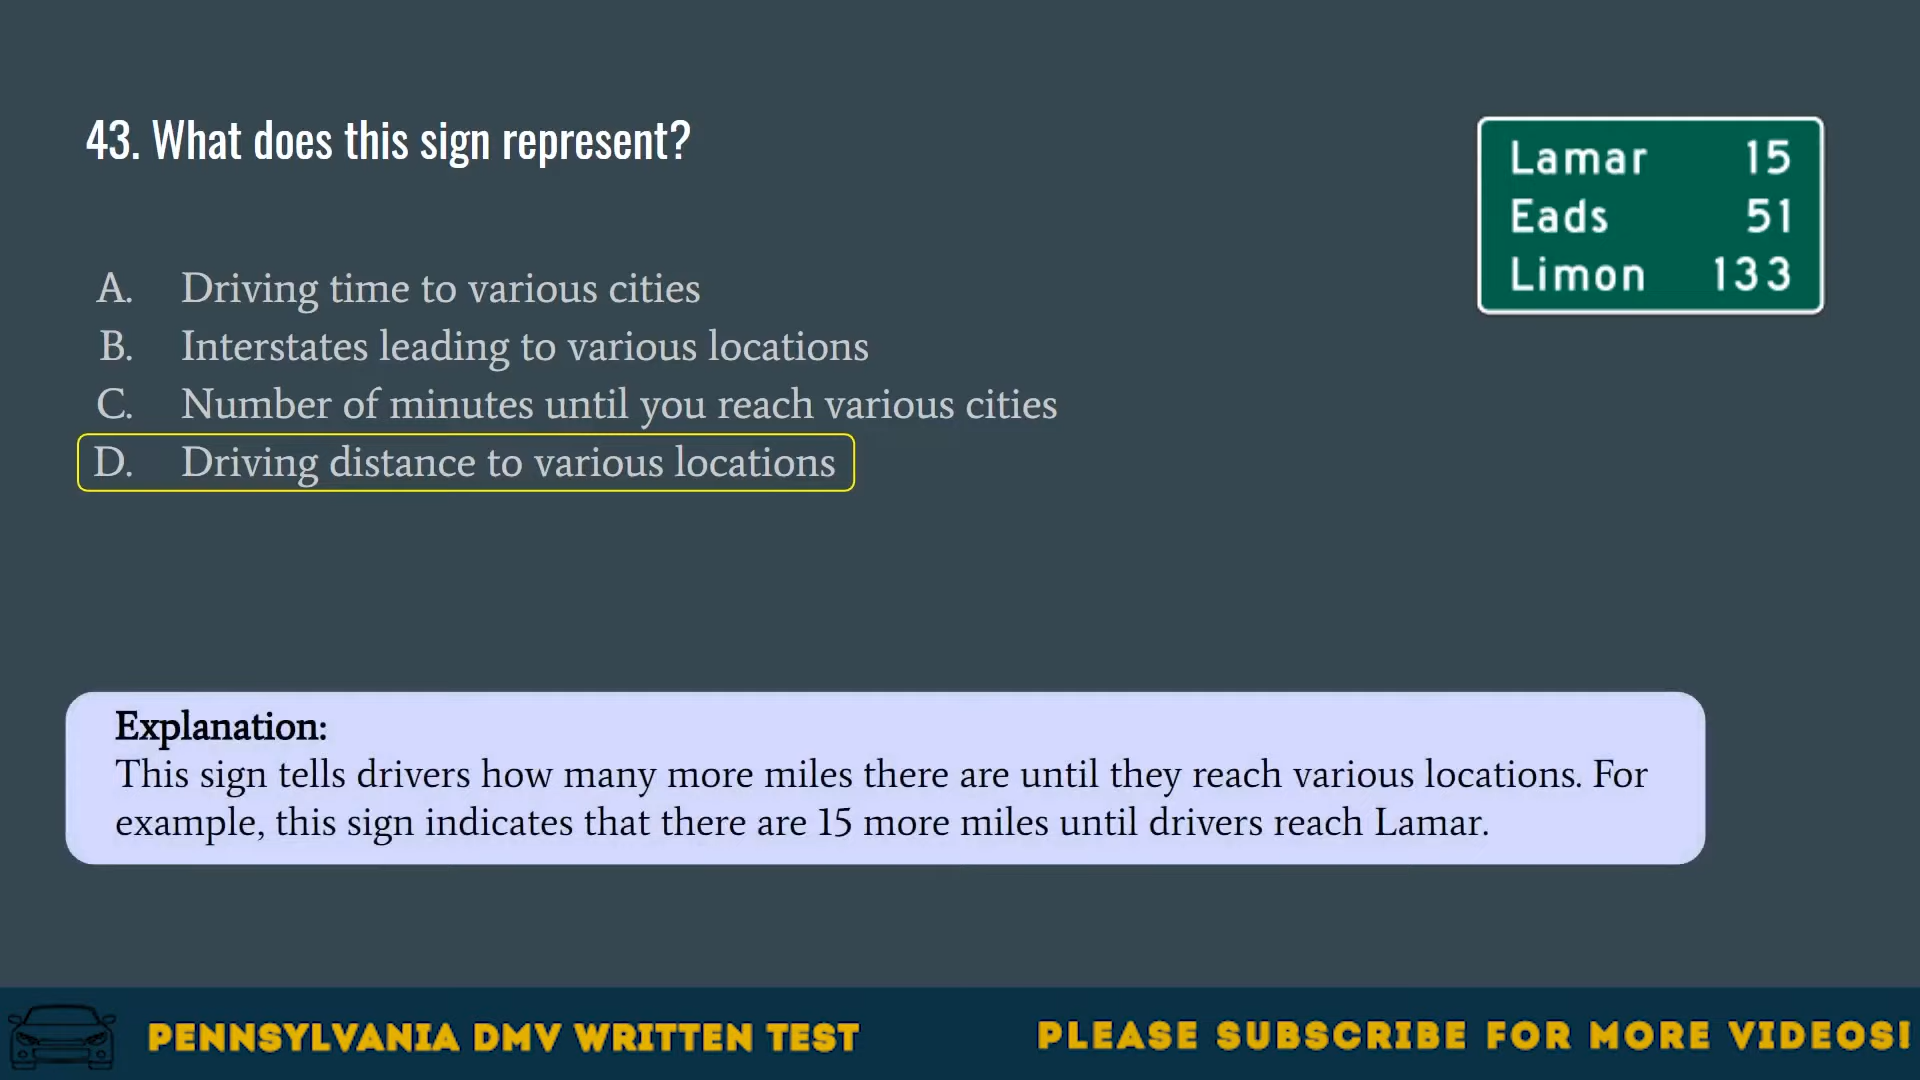 43. What does this sign represent?
Lamar 15
Eads 51
Limon 133
A. Driving time to various cities
B. Interstates leading to various locations
C. Number of minutes until you reach various cities
D. Driving distance to various locations
Explanation:
This sign tells drivers how many more miles there are until they reach various locations. For
example, this sign indicates that there are 15 more miles until drivers reach Lamar.
PENNSYLVANIA DMV WRITTEN TEST
PLEASE SUBSCRIBE FOR MORE VIDEOS!